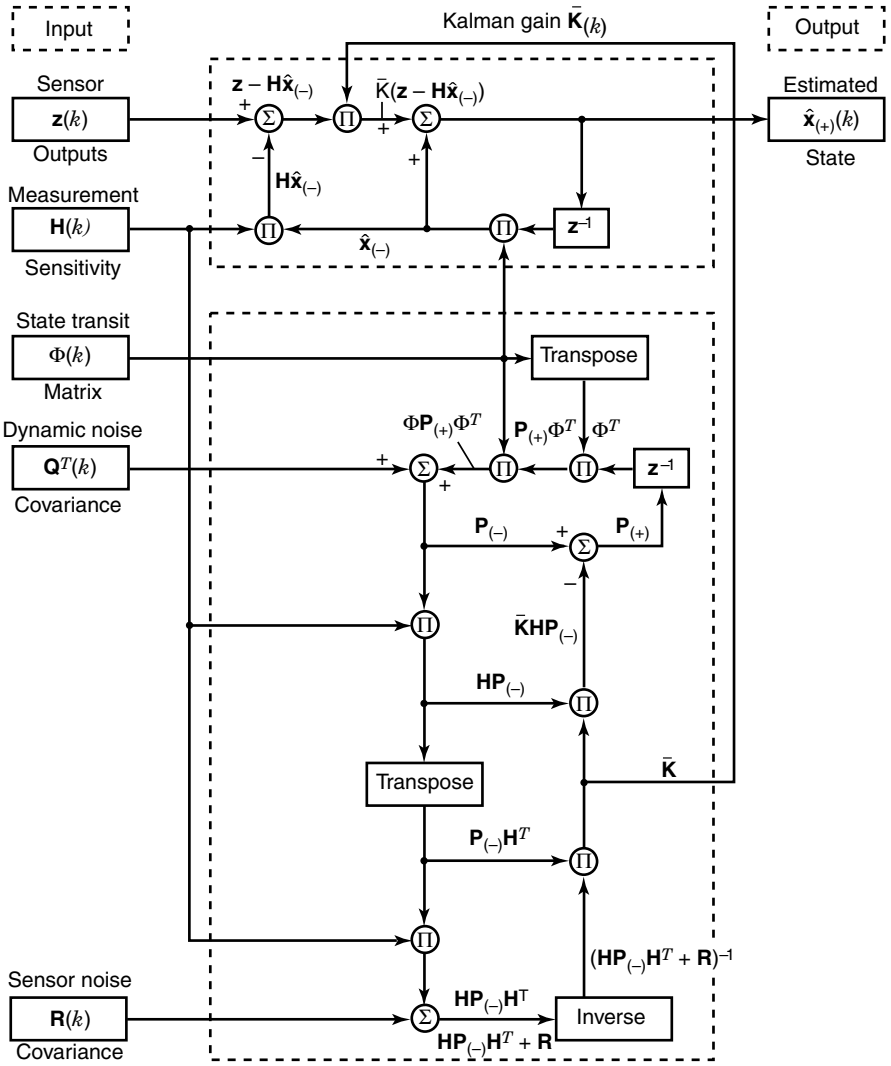 Input
Kalman gain K̄(k)
Output
Sensor
z(k)
Outputs
z – Hx̂(–)
K̄(z – Hx̂(–))
Estimated
x̂(+)(k)
State
+
Σ
Π
+
Σ
–
+
Hx̂(–)
Measurement
H(k)
Sensitivity
Π
x̂(–)
Π
z–1
State transit
Φ(k)
Matrix
Transpose
Dynamic noise
Q^T(k)
Covariance
ΦP(+)Φ^T
P(+)Φ^T
Φ^T
+
Σ
+
Π
Π
z–1
P(–)
+
Σ
P(+)
–
Π
K̄HP(–)
HP(–)
Π
Transpose
K̄
P(–)H^T
Π
Π
(HP(–)H^T + R)–1
Sensor noise
R(k)
Covariance
Σ
HP(–)H^T
HP(–)H^T + R
Inverse